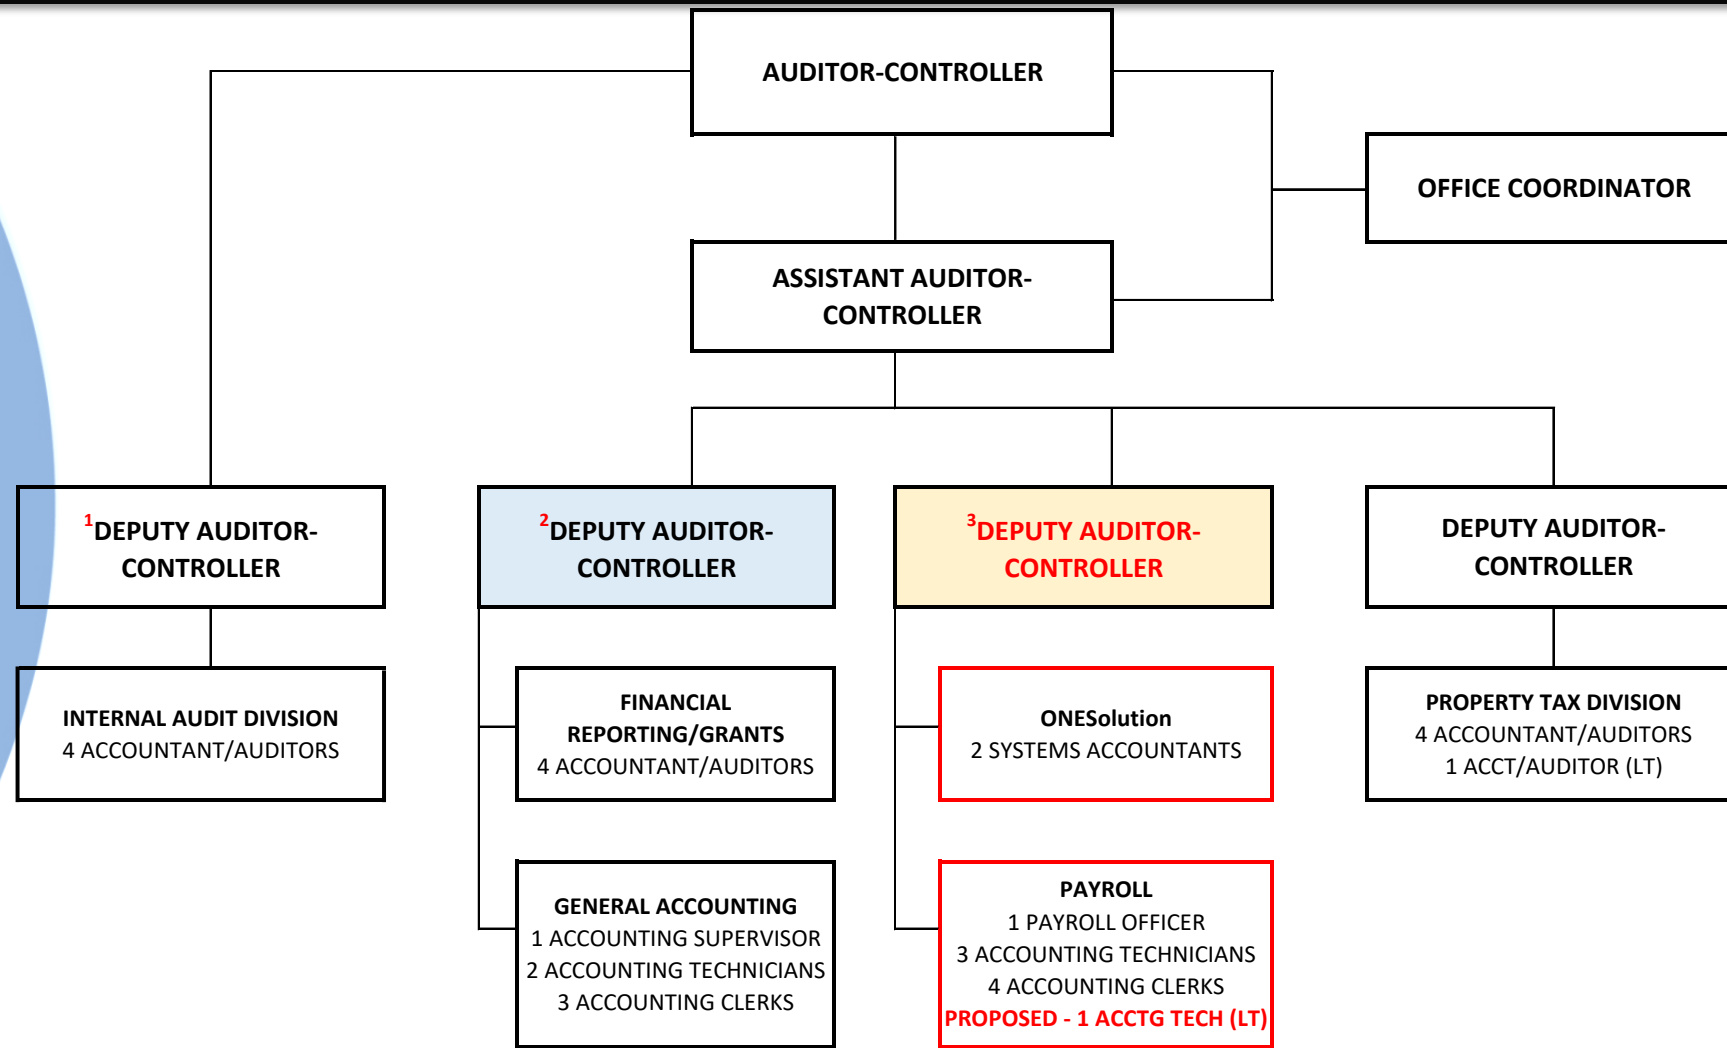 AUDITOR-CONTROLLER
OFFICE COORDINATOR
ASSISTANT AUDITOR-
CONTROLLER
1DEPUTY AUDITOR-
CONTROLLER
2DEPUTY AUDITOR-
CONTROLLER
3DEPUTY AUDITOR-
CONTROLLER
DEPUTY AUDITOR-
CONTROLLER
INTERNAL AUDIT DIVISION
4 ACCOUNTANT/AUDITORS
FINANCIAL
REPORTING/GRANTS
4 ACCOUNTANT/AUDITORS
ONESolution
2 SYSTEMS ACCOUNTANTS
PROPERTY TAX DIVISION
4 ACCOUNTANT/AUDITORS
1 ACCT/AUDITOR (LT)
GENERAL ACCOUNTING
1 ACCOUNTING SUPERVISOR
2 ACCOUNTING TECHNICIANS
3 ACCOUNTING CLERKS
PAYROLL
1 PAYROLL OFFICER
3 ACCOUNTING TECHNICIANS
4 ACCOUNTING CLERKS
PROPOSED - 1 ACCTG TECH (LT)